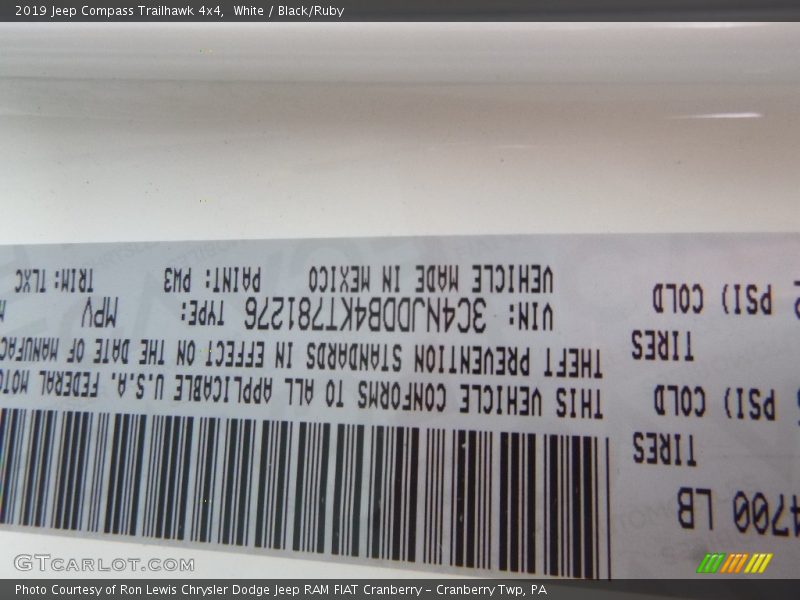 2019 Jeep Compass Trailhawk 4x4, White / Black/Ruby
4700 LB
TIRES
PSI) COLD
TIRES
PSI) COLD
THIS VEHICLE CONFORMS TO ALL APPLICABLE U.S.A. FEDERAL
THEFT PREVENTION STANDARDS IN EFFECT ON THE DATE OF
VIN: 3C4NJDDB4KT781276 TYPE: MPV
VEHICLE MADE IN MEXICO PAINT: PW3 TRIM: TLXC
GTCARLOT.COM
Photo Courtesy of Ron Lewis Chrysler Dodge Jeep RAM FIAT Cranberry – Cranberry Twp, PA